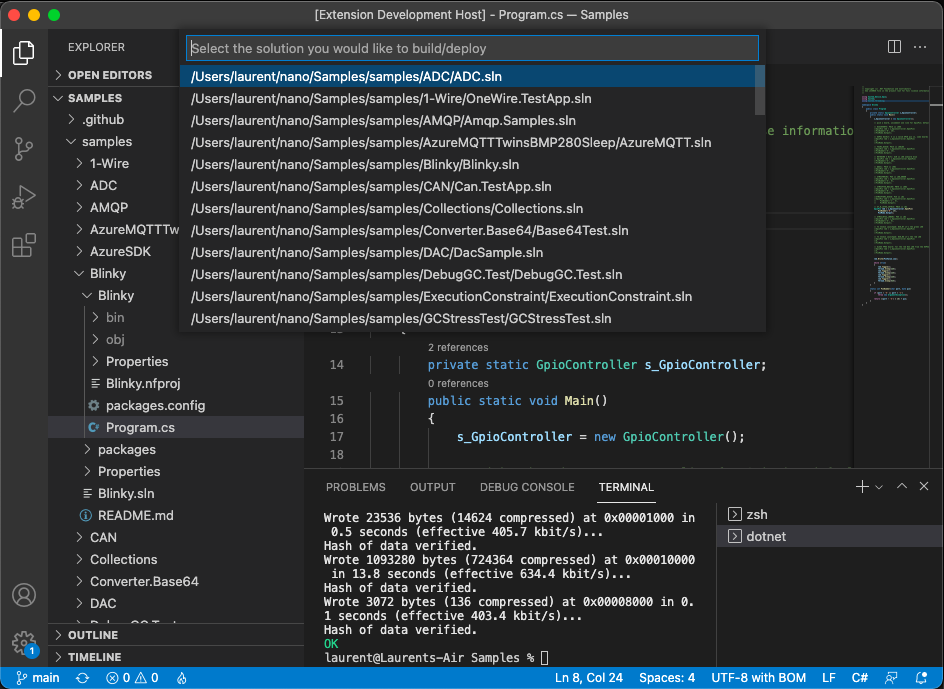 [Extension Development Host] - Program.cs — Samples
EXPLORER
OPEN EDITORS
SAMPLES
.github
samples
1-Wire
ADC
AMQP
AzureMQTTTw
AzureSDK
Blinky
Blinky
bin
obj
Properties
Blinky.nfproj
packages.config
Program.cs
packages
Properties
Blinky.sln
README.md
CAN
Collections
Converter.Base64
DAC
OUTLINE
TIMELINE
Select the solution you would like to build/deploy
/Users/laurent/nano/Samples/samples/ADC/ADC.sln
/Users/laurent/nano/Samples/samples/1-Wire/OneWire.TestApp.sln
/Users/laurent/nano/Samples/samples/AMQP/Amqp.Samples.sln
/Users/laurent/nano/Samples/samples/AzureMQTTTwinsBMP280Sleep/AzureMQTT.sln
/Users/laurent/nano/Samples/samples/Blinky/Blinky.sln
/Users/laurent/nano/Samples/samples/CAN/Can.TestApp.sln
/Users/laurent/nano/Samples/samples/Collections/Collections.sln
/Users/laurent/nano/Samples/samples/Converter.Base64/Base64Test.sln
/Users/laurent/nano/Samples/samples/DAC/DacSample.sln
/Users/laurent/nano/Samples/samples/DebugGC.Test/DebugGC.Test.sln
/Users/laurent/nano/Samples/samples/ExecutionConstraint/ExecutionConstraint.sln
/Users/laurent/nano/Samples/samples/GCStressTest/GCStressTest.sln
e informatio
2 references
14 private static GpioController s_GpioController;
0 references
15 public static void Main()
16 {
17 s_GpioController = new GpioController();
18
PROBLEMS OUTPUT DEBUG CONSOLE TERMINAL
Wrote 23536 bytes (14624 compressed) at 0x00001000 in
0.5 seconds (effective 405.7 kbit/s)...
Hash of data verified.
Wrote 1093280 bytes (724364 compressed) at 0x00010000
in 13.8 seconds (effective 634.4 kbit/s)...
Hash of data verified.
Wrote 3072 bytes (136 compressed) at 0x00008000 in 0.
1 seconds (effective 403.4 kbit/s)...
Hash of data verified.
OK
laurent@Laurents-Air Samples %
zsh
dotnet
1
main 0 0 Ln 8, Col 24 Spaces: 4 UTF-8 with BOM LF C#